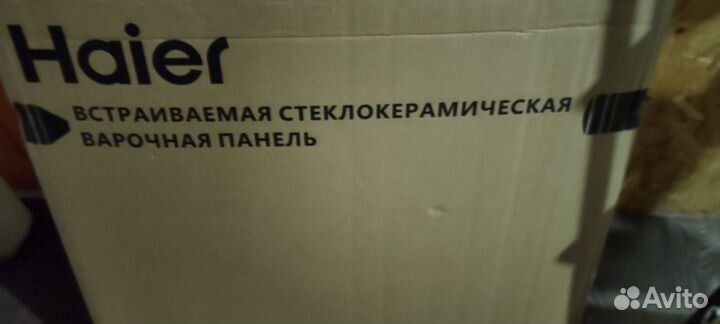 Haier
ВСТРАИВАЕМАЯ СТЕКЛОКЕРАМИЧЕСКАЯ
ВАРОЧНАЯ ПАНЕЛЬ
Avito